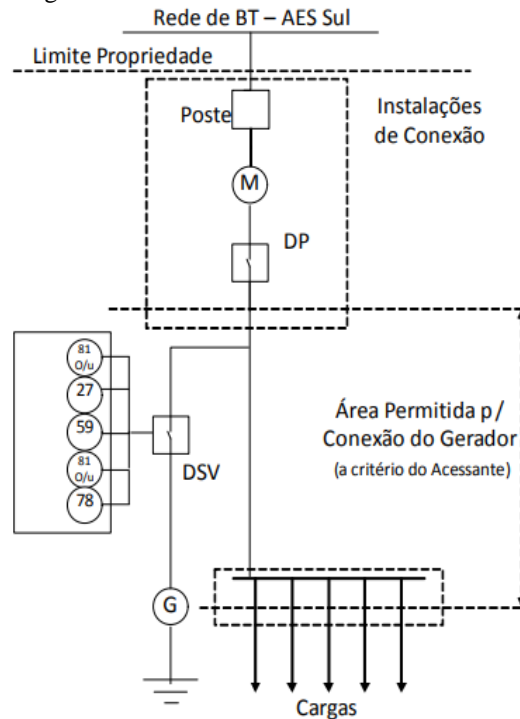 Rede de BT – AES Sul
Limite Propriedade
Poste
Instalações
de Conexão
M
DP
81
O/u
27
59
81
O/u
78
DSV
Área Permitida p/
Conexão do Gerador
(a critério do Acessante)
G
Cargas